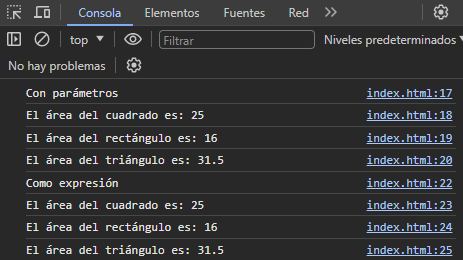 Consola Elementos Fuentes Red
top Filtrar Niveles predeterminados
No hay problemas
Con parámetros index.html:17
El área del cuadrado es: 25 index.html:18
El área del rectángulo es: 16 index.html:19
El área del triángulo es: 31.5 index.html:20
Como expresión index.html:22
El área del cuadrado es: 25 index.html:23
El área del rectángulo es: 16 index.html:24
El área del triángulo es: 31.5 index.html:25